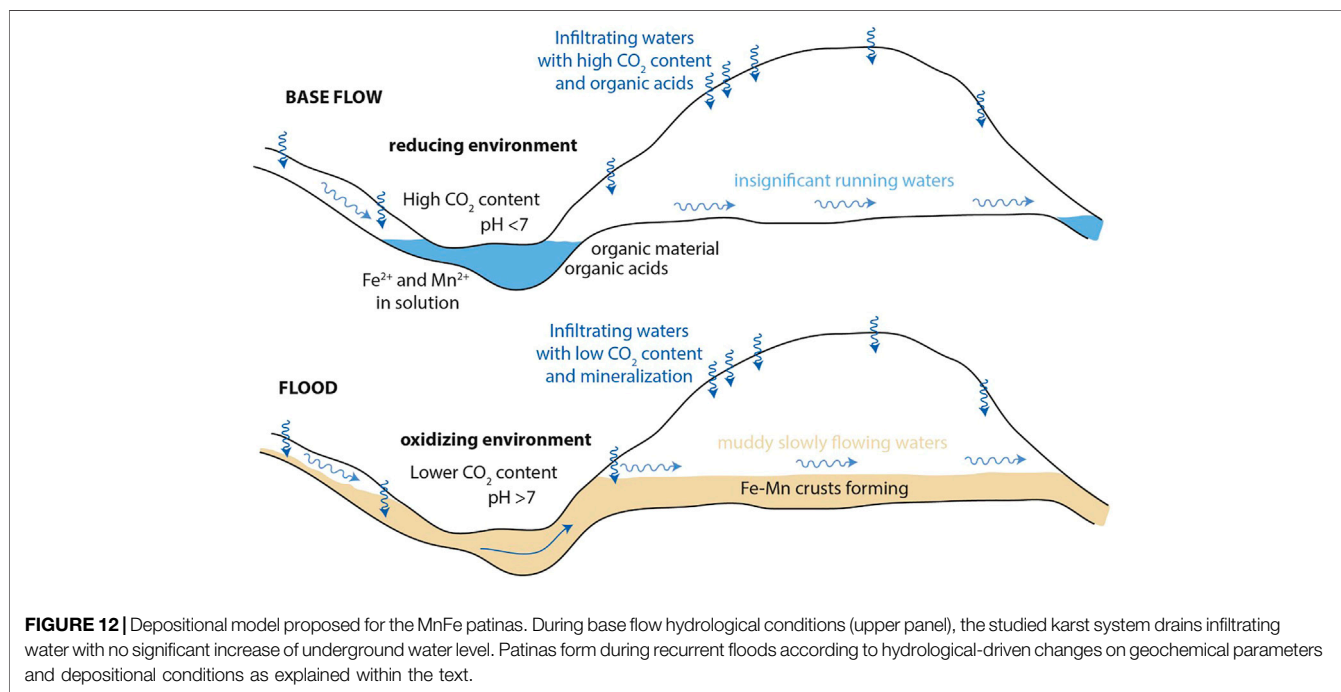 Infiltrating waters
with high CO₂ content
and organic acids
BASE FLOW
reducing environment
High CO₂ content
pH <7
insignificant running waters
organic material
organic acids
Fe²⁺ and Mn²⁺
in solution
Infiltrating waters
with low CO₂ content
and mineralization
FLOOD
oxidizing environment
Lower CO₂ content
pH >7
muddy slowly flowing waters
Fe-Mn crusts forming
FIGURE 12 | Depositional model proposed for the MnFe patinas. During base flow hydrological conditions (upper panel), the studied karst system drains infiltrating
water with no significant increase of underground water level. Patinas form during recurrent floods according to hydrological-driven changes on geochemical parameters
and depositional conditions as explained within the text.